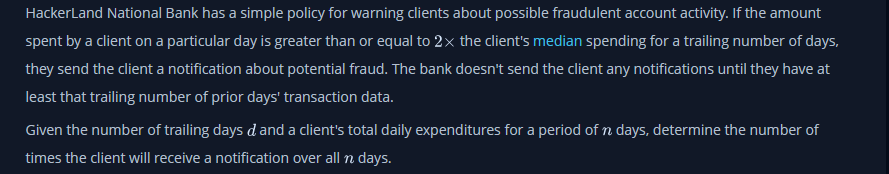 HackerLand National Bank has a simple policy for warning clients about possible fraudulent account activity. If the amount
spent by a client on a particular day is greater than or equal to 2× the client's median spending for a trailing number of days,
they send the client a notification about potential fraud. The bank doesn't send the client any notifications until they have at
least that trailing number of prior days' transaction data.
Given the number of trailing days d and a client's total daily expenditures for a period of n days, determine the number of
times the client will receive a notification over all n days.